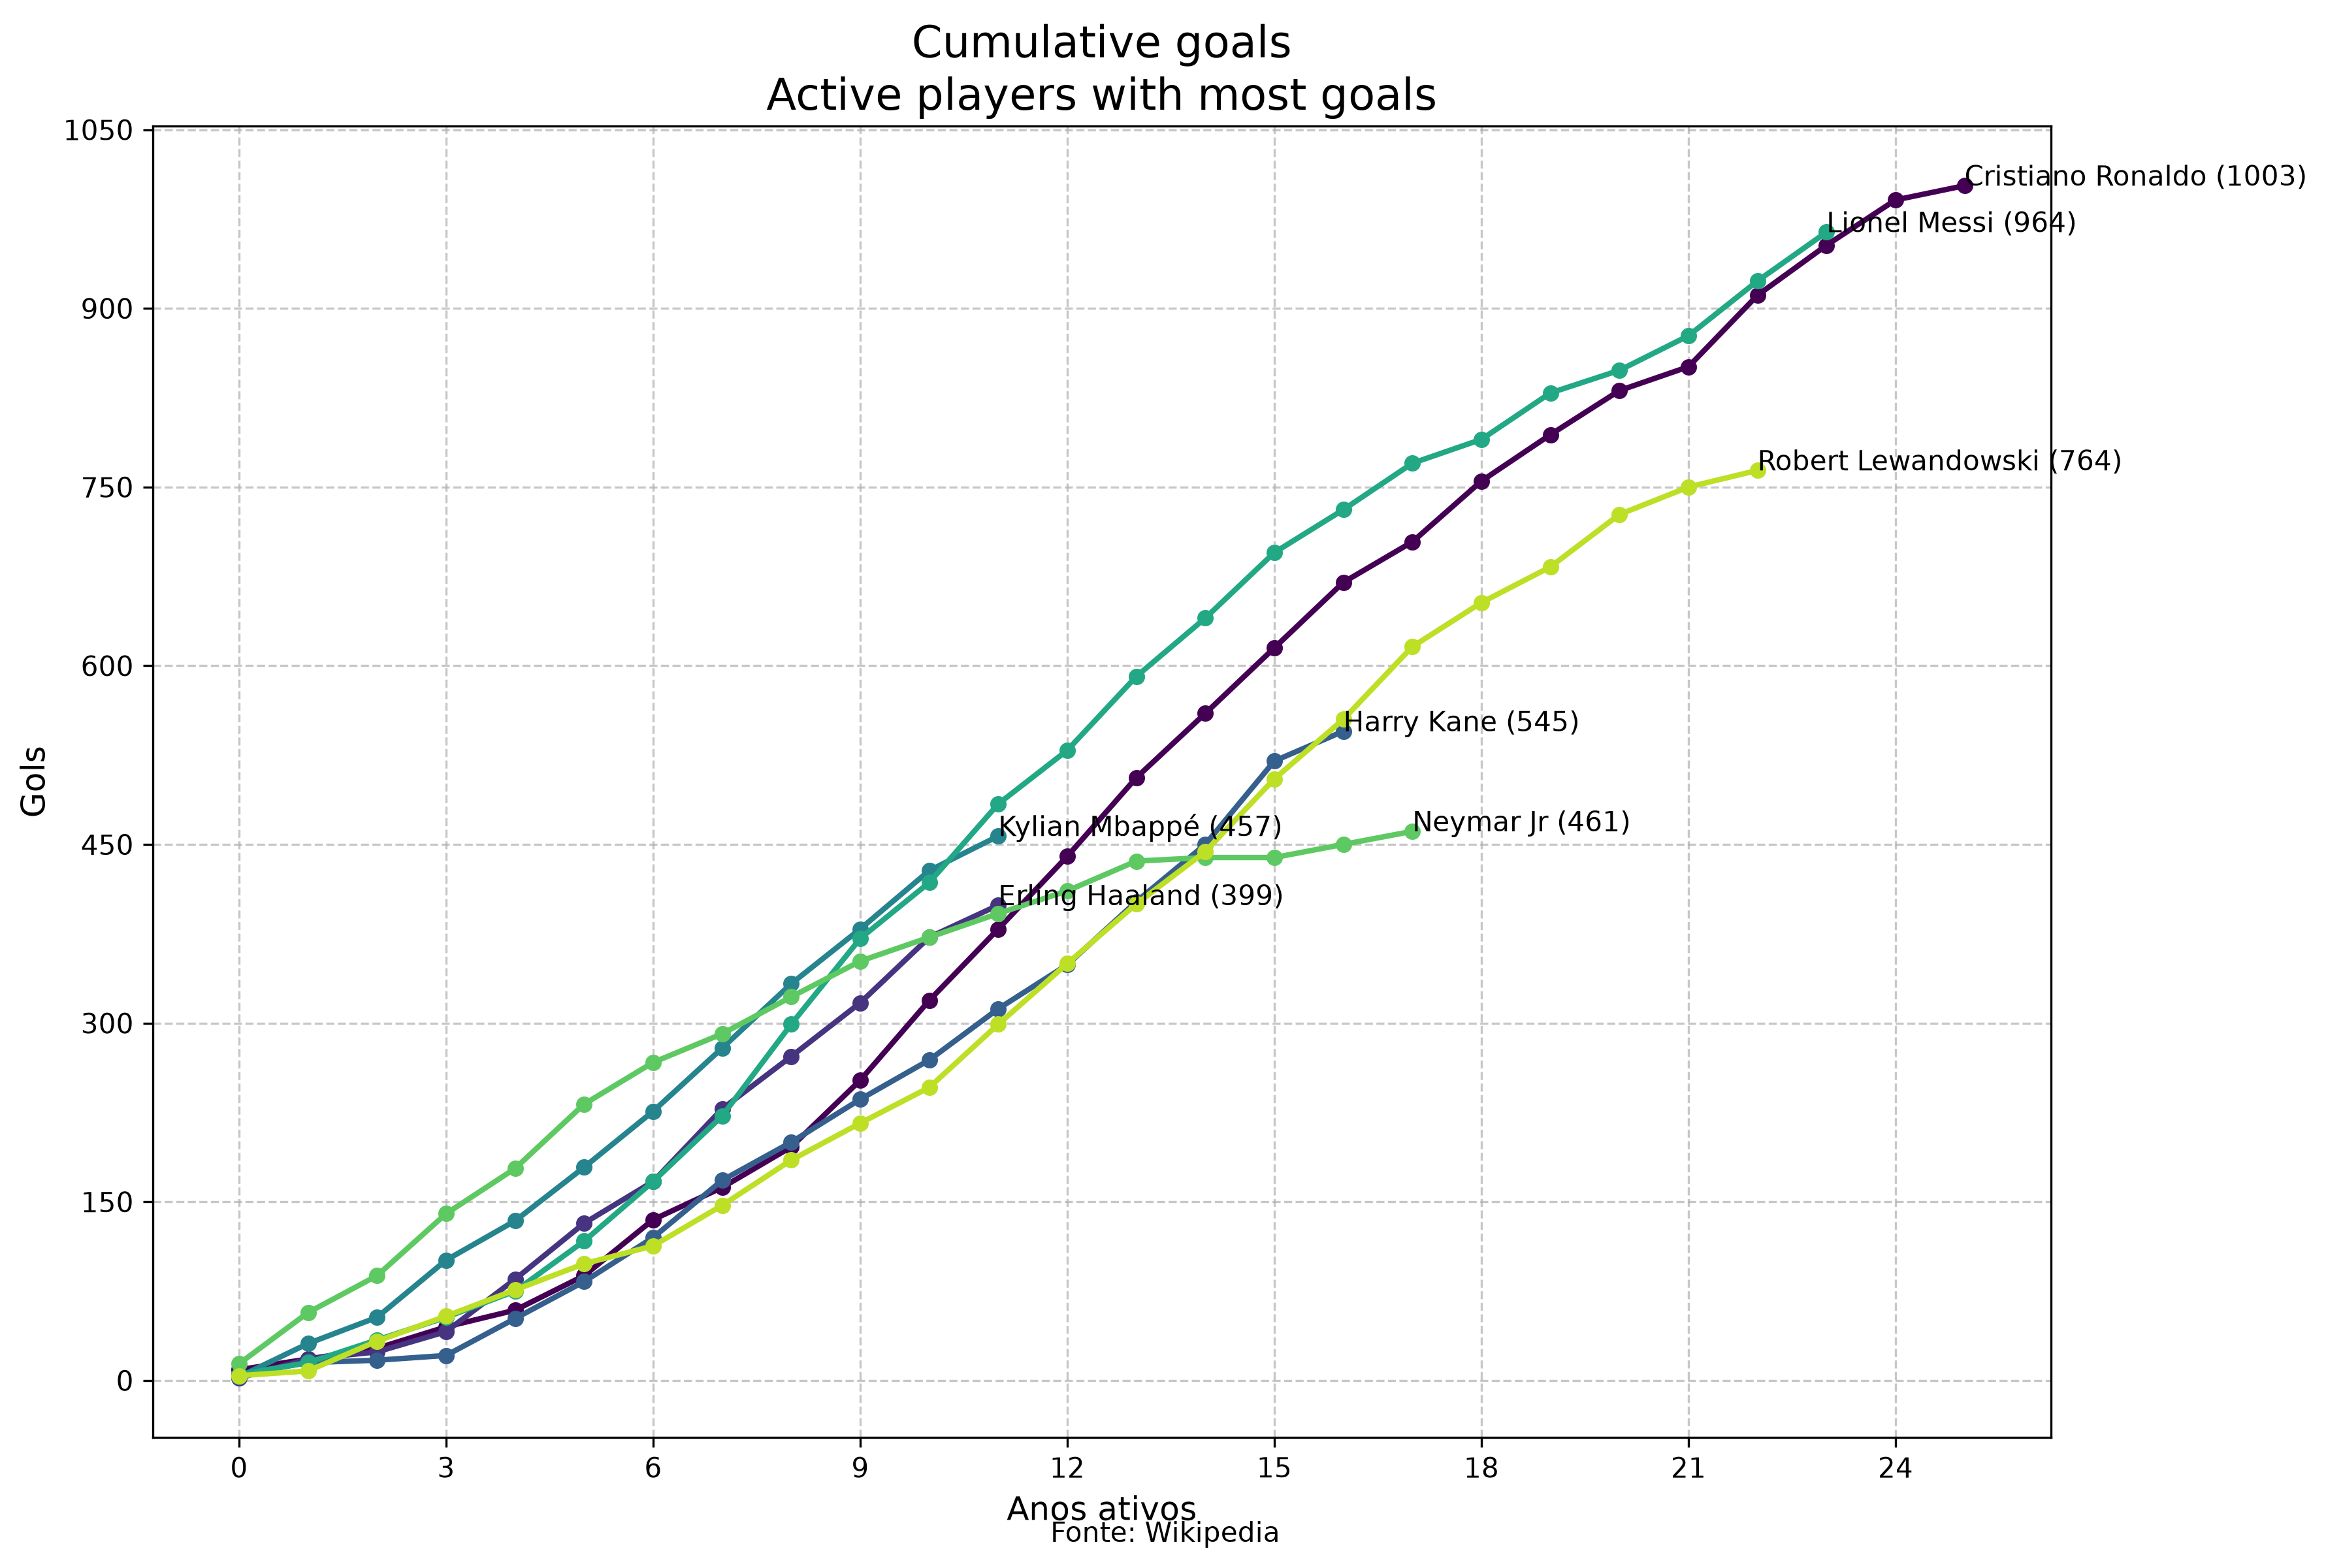 Cumulative goals
Active players with most goals
1050
900
750
600
450
300
150
0
Gols
Cristiano Ronaldo (1003)
Lionel Messi (964)
Robert Lewandowski (764)
Harry Kane (545)
Neymar Jr (461)
Kylian Mbappé (457)
Erling Haaland (399)
0 3 6 9 12 15 18 21 24
Anos ativos
Fonte: Wikipedia